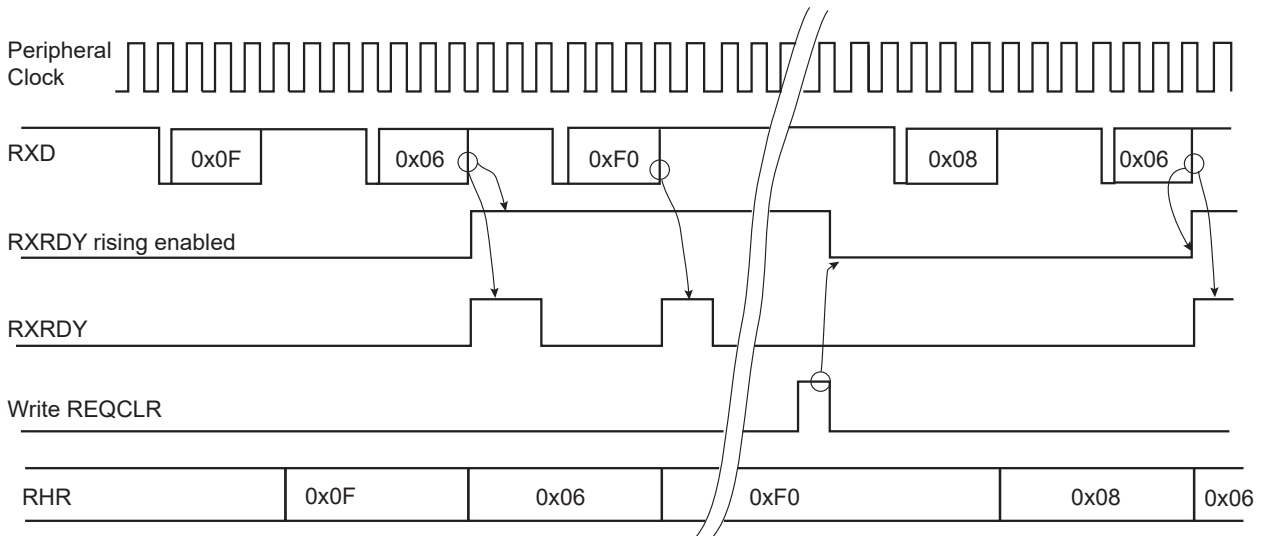 Peripheral
Clock
RXD
0x0F
0x06
0xF0
0x08
0x06
RXRDY rising enabled
RXRDY
Write REQCLR
RHR
0x0F
0x06
0xF0
0x08
0x06